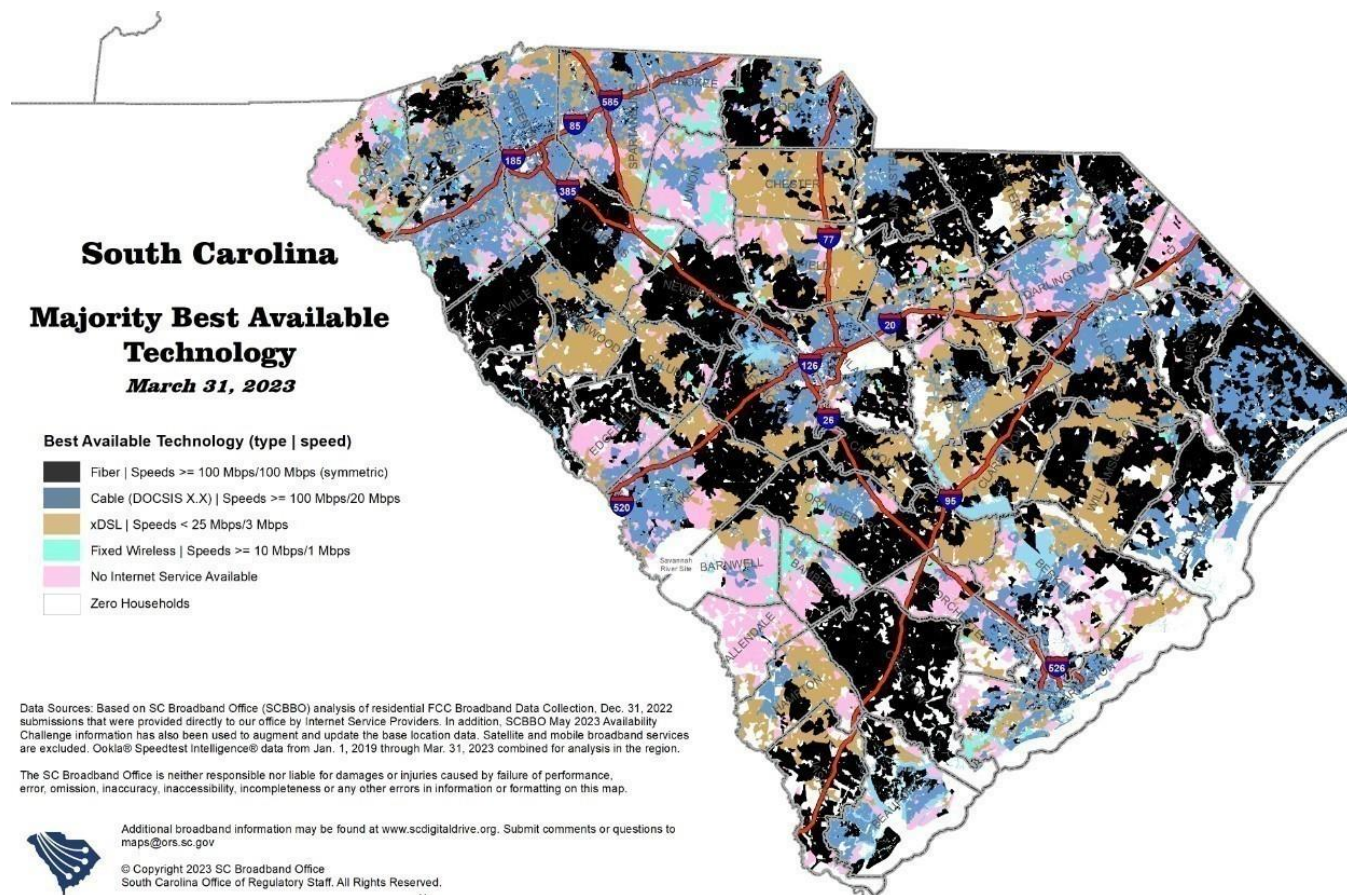 South Carolina
Majority Best Available
Technology
March 31, 2023
Best Available Technology (type | speed)
Fiber | Speeds >= 100 Mbps/100 Mbps (symmetric)
Cable (DOCSIS X.X) | Speeds >= 100 Mbps/20 Mbps
xDSL | Speeds < 25 Mbps/3 Mbps
Fixed Wireless | Speeds >= 10 Mbps/1 Mbps
No Internet Service Available
Zero Households
585
85
185
385
CHESTER
77
DARLINGTON
20
126
26
95
520
Savannah
River Site
BARNWELL
ALLENDALE
526
Data Sources: Based on SC Broadband Office (SCBBO) analysis of residential FCC Broadband Data Collection, Dec. 31, 2022
submissions that were provided directly to our office by Internet Service Providers. In addition, SCBBO May 2023 Availability
Challenge information has also been used to augment and update the base location data. Satellite and mobile broadband services
are excluded. Ookla® Speedtest Intelligence® data from Jan. 1, 2019 through Mar. 31, 2023 combined for analysis in the region.
The SC Broadband Office is neither responsible nor liable for damages or injuries caused by failure of performance,
error, omission, inaccuracy, inaccessibility, incompleteness or any other errors in information or formatting on this map.
Additional broadband information may be found at www.scdigitaldrive.org. Submit comments or questions to
maps@ors.sc.gov
© Copyright 2023 SC Broadband Office
South Carolina Office of Regulatory Staff. All Rights Reserved.